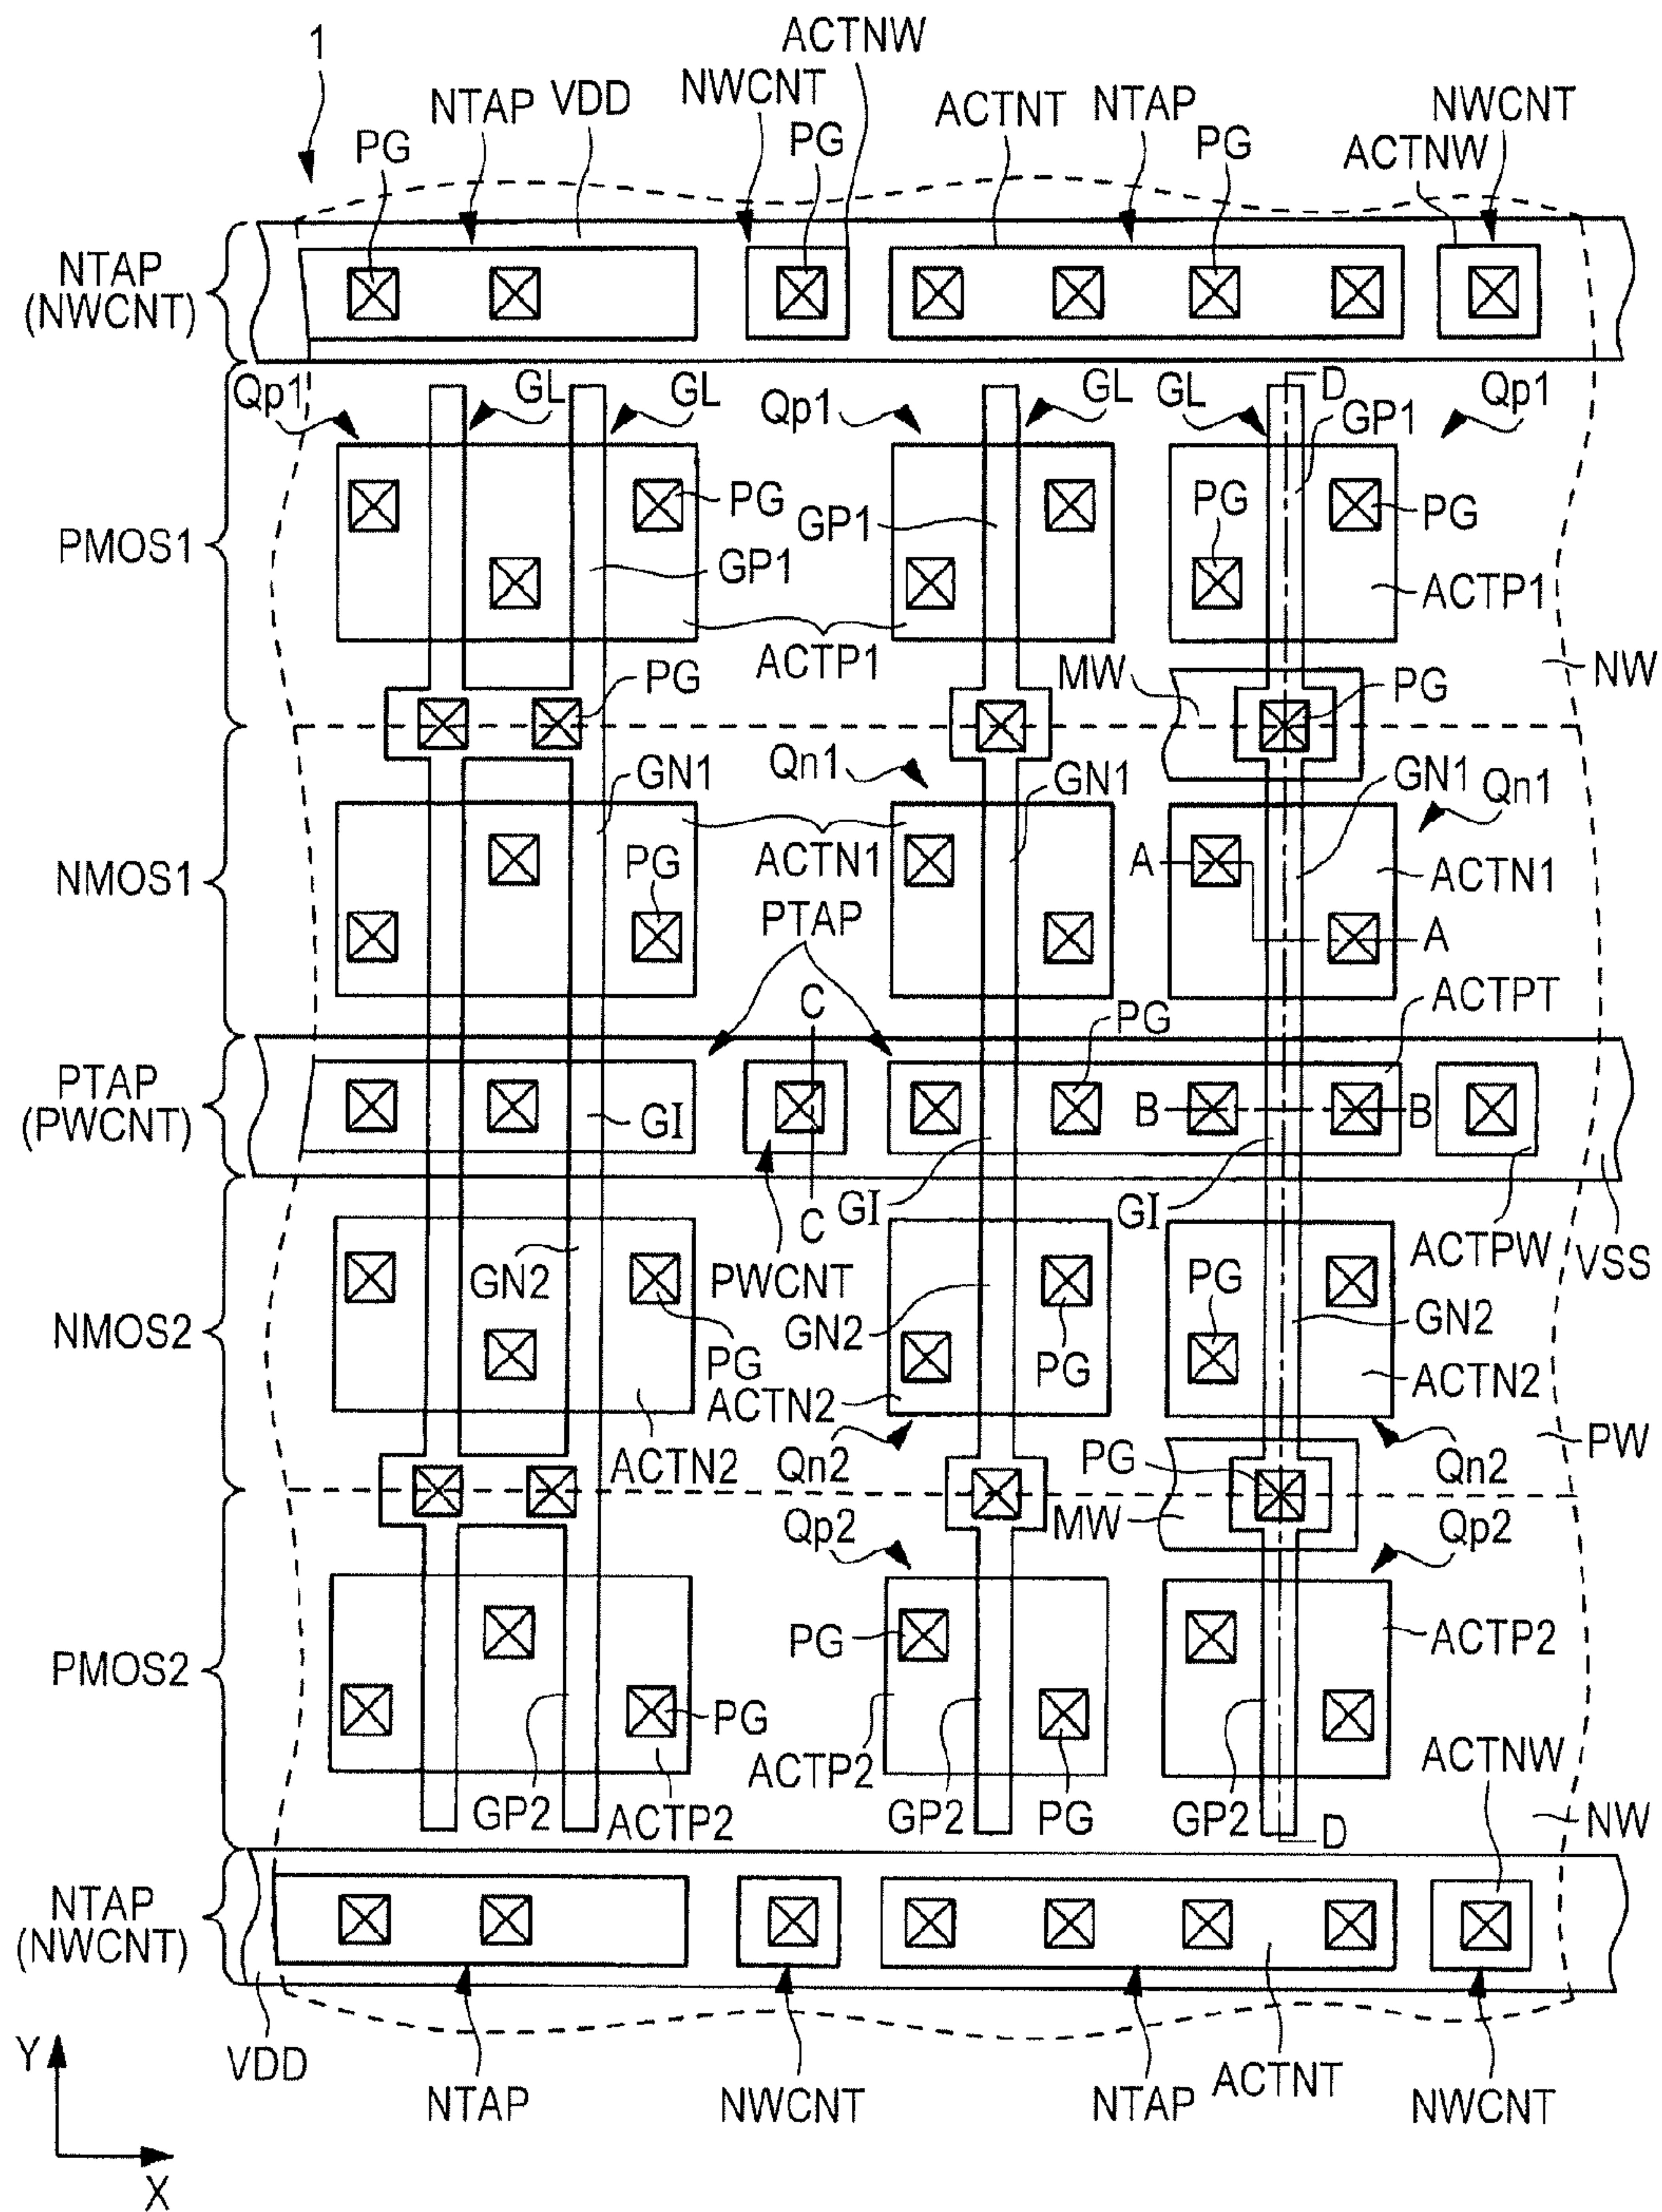 1
ACTNW
NWCNT
NTAP
VDD
PG
ACTNT
NTAP
PG
NWCNT
ACTNW
PG
NTAP
(NWCNT)
Qp1
GL
GL
Qp1
GL
GL
D
GP1
Qp1
PG
GP1
PG
PG
PMOS1
GP1
ACTP1
ACTP1
PG
MW
PG
NW
GN1
Qn1
GN1
GN1
Qn1
NMOS1
ACTN1
PG
A
ACTN1
PTAP
A
ACTPT
C
PG
PTAP
(PWCNT)
GI
B
B
GI
GI
C
ACTPW
VSS
GN2
PWCNT
PG
NMOS2
GN2
GN2
PG
PG
ACTN2
ACTN2
ACTN2
Qn2
PG
Qn2
PW
Qp2
MW
Qp2
PG
ACTP2
PMOS2
PG
ACTP2
ACTNW
GP2
ACTP2
GP2
PG
GP2
D
NW
NTAP
(NWCNT)
Y
VDD
NTAP
NWCNT
NTAP
ACTNT
NWCNT
X